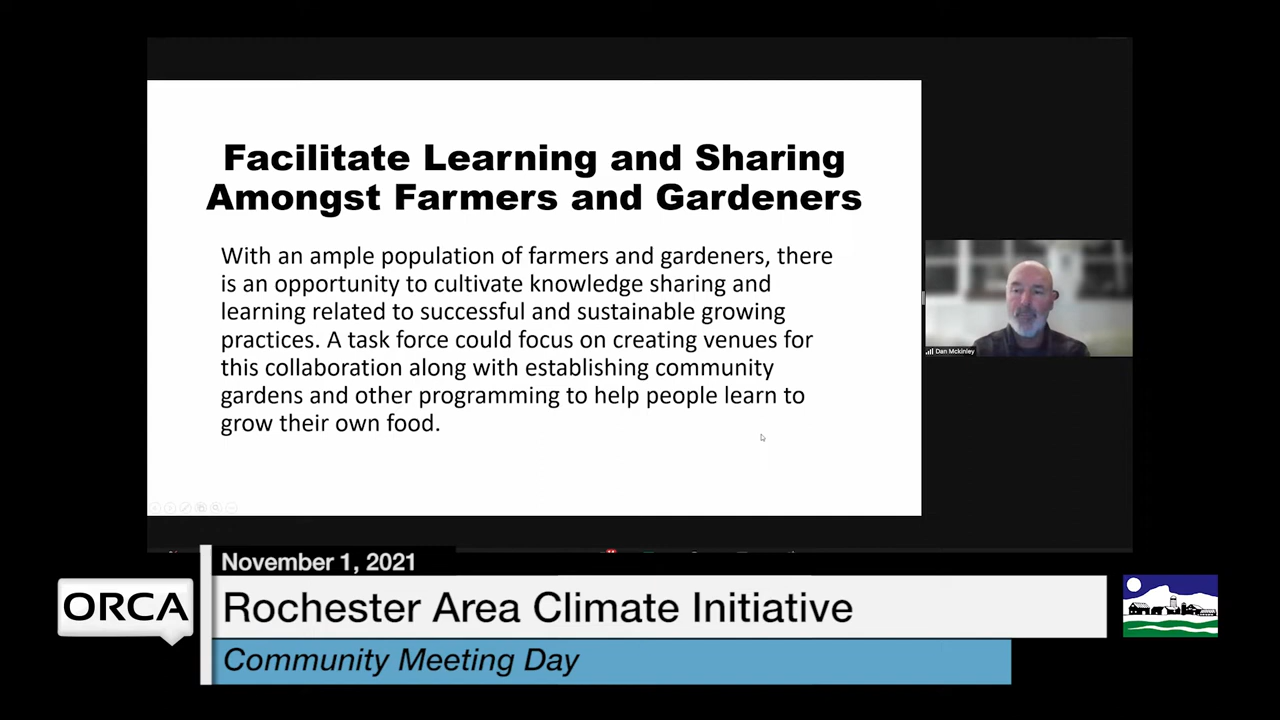 Facilitate Learning and Sharing
Amongst Farmers and Gardeners
With an ample population of farmers and gardeners, there
is an opportunity to cultivate knowledge sharing and
learning related to successful and sustainable growing
practices. A task force could focus on creating venues for
this collaboration along with establishing community
gardens and other programming to help people learn to
grow their own food.
Dan Mckinley
November 1, 2021
ORCA
Rochester Area Climate Initiative
Community Meeting Day